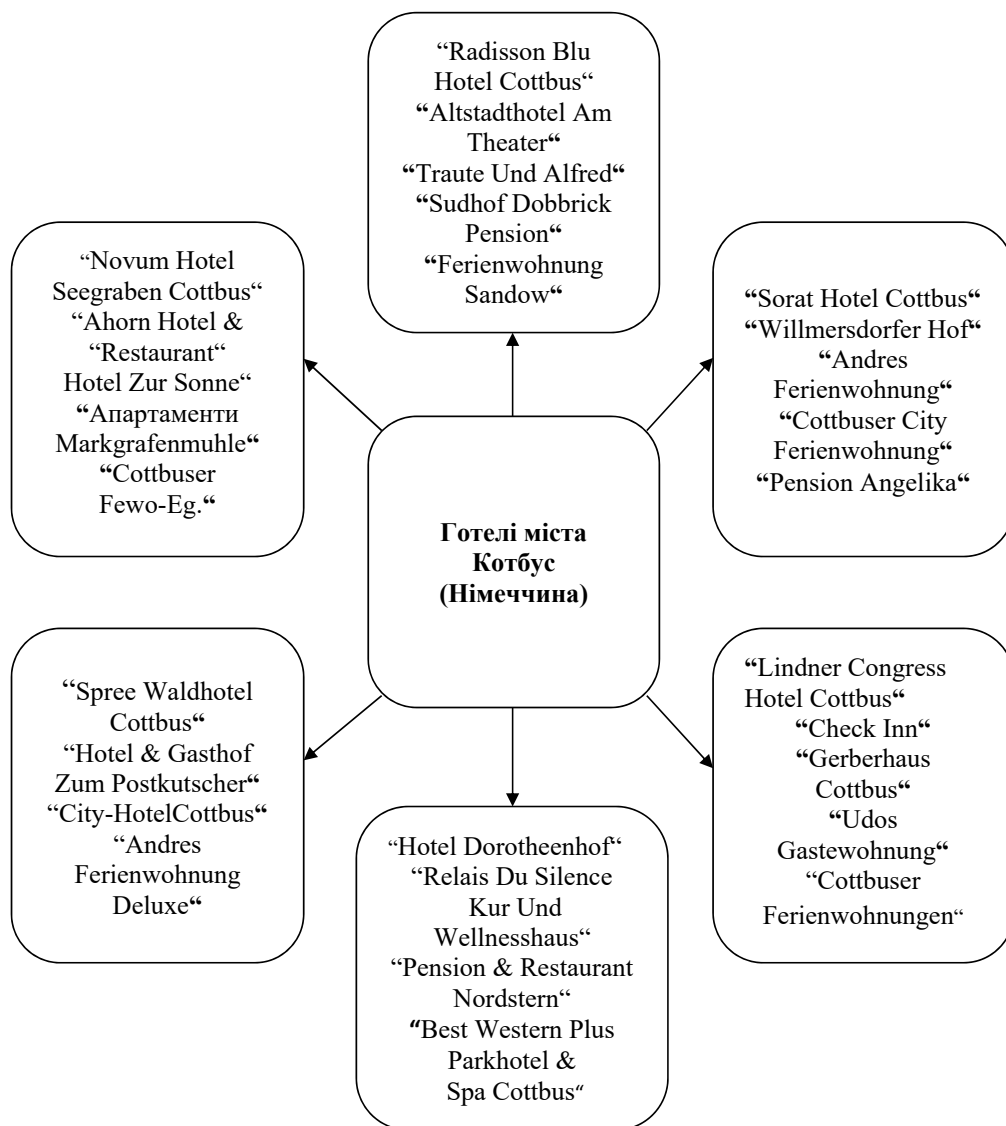 “Radisson Blu
Hotel Cottbus“
“Altstadthotel Am
Theater“
“Traute Und Alfred“
“Sudhof Dobbrick
Pension“
“Ferienwohnung
Sandow“
“Novum Hotel
Seegraben Cottbus“
“Ahorn Hotel &
“Restaurant“
Hotel Zur Sonne“
“Апартаменти
Markgrafenmuhle“
“Cottbuser
Fewo-Eg.“
“Sorat Hotel Cottbus“
“Willmersdorfer Hof“
“Andres
Ferienwohnung“
“Cottbuser City
Ferienwohnung“
“Pension Angelika“
Готелі міста
Котбус
(Німеччина)
“Spree Waldhotel
Cottbus“
“Hotel & Gasthof
Zum Postkutscher“
“City-HotelCottbus“
“Andres
Ferienwohnung
Deluxe“
“Lindner Congress
Hotel Cottbus“
“Check Inn“
“Gerberhaus
Cottbus“
“Udos
Gastewohnung“
“Cottbuser
Ferienwohnungen“
“Hotel Dorotheenhof“
“Relais Du Silence
Kur Und
Wellnesshaus“
“Pension & Restaurant
Nordstern“
“Best Western Plus
Parkhotel &
Spa Cottbus“